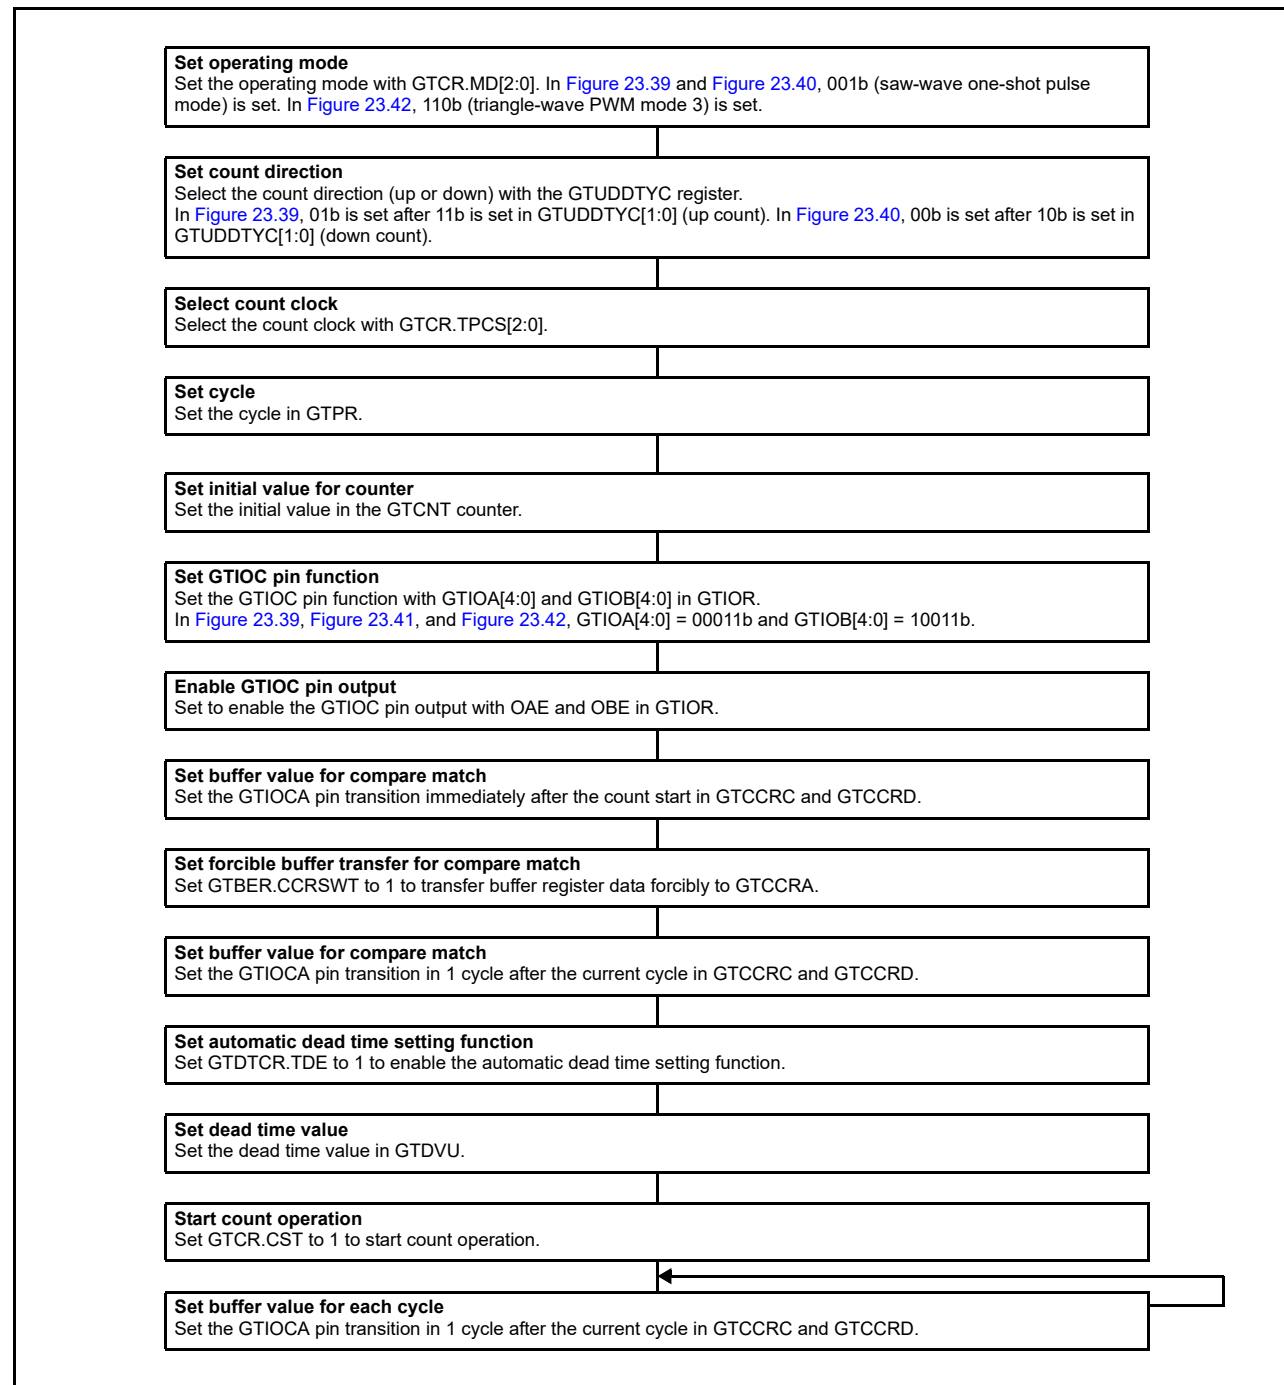 Set operating mode
Set the operating mode with GTCR.MD[2:0]. In Figure 23.39 and Figure 23.40, 001b (saw-wave one-shot pulse
mode) is set. In Figure 23.42, 110b (triangle-wave PWM mode 3) is set.
Set count direction
Select the count direction (up or down) with the GTUDDTYC register.
In Figure 23.39, 01b is set after 11b is set in GTUDDTYC[1:0] (up count). In Figure 23.40, 00b is set after 10b is set in
GTUDDTYC[1:0] (down count).
Select count clock
Select the count clock with GTCR.TPCS[2:0].
Set cycle
Set the cycle in GTPR.
Set initial value for counter
Set the initial value in the GTCNT counter.
Set GTIOC pin function
Set the GTIOC pin function with GTIOA[4:0] and GTIOB[4:0] in GTIOR.
In Figure 23.39, Figure 23.41, and Figure 23.42, GTIOA[4:0] = 00011b and GTIOB[4:0] = 10011b.
Enable GTIOC pin output
Set to enable the GTIOC pin output with OAE and OBE in GTIOR.
Set buffer value for compare match
Set the GTIOCA pin transition immediately after the count start in GTCCRC and GTCCRD.
Set forcible buffer transfer for compare match
Set GTBER.CCRSWT to 1 to transfer buffer register data forcibly to GTCCRA.
Set buffer value for compare match
Set the GTIOCA pin transition in 1 cycle after the current cycle in GTCCRC and GTCCRD.
Set automatic dead time setting function
Set GTDTCR.TDE to 1 to enable the automatic dead time setting function.
Set dead time value
Set the dead time value in GTDVU.
Start count operation
Set GTCR.CST to 1 to start count operation.
Set buffer value for each cycle
Set the GTIOCA pin transition in 1 cycle after the current cycle in GTCCRC and GTCCRD.